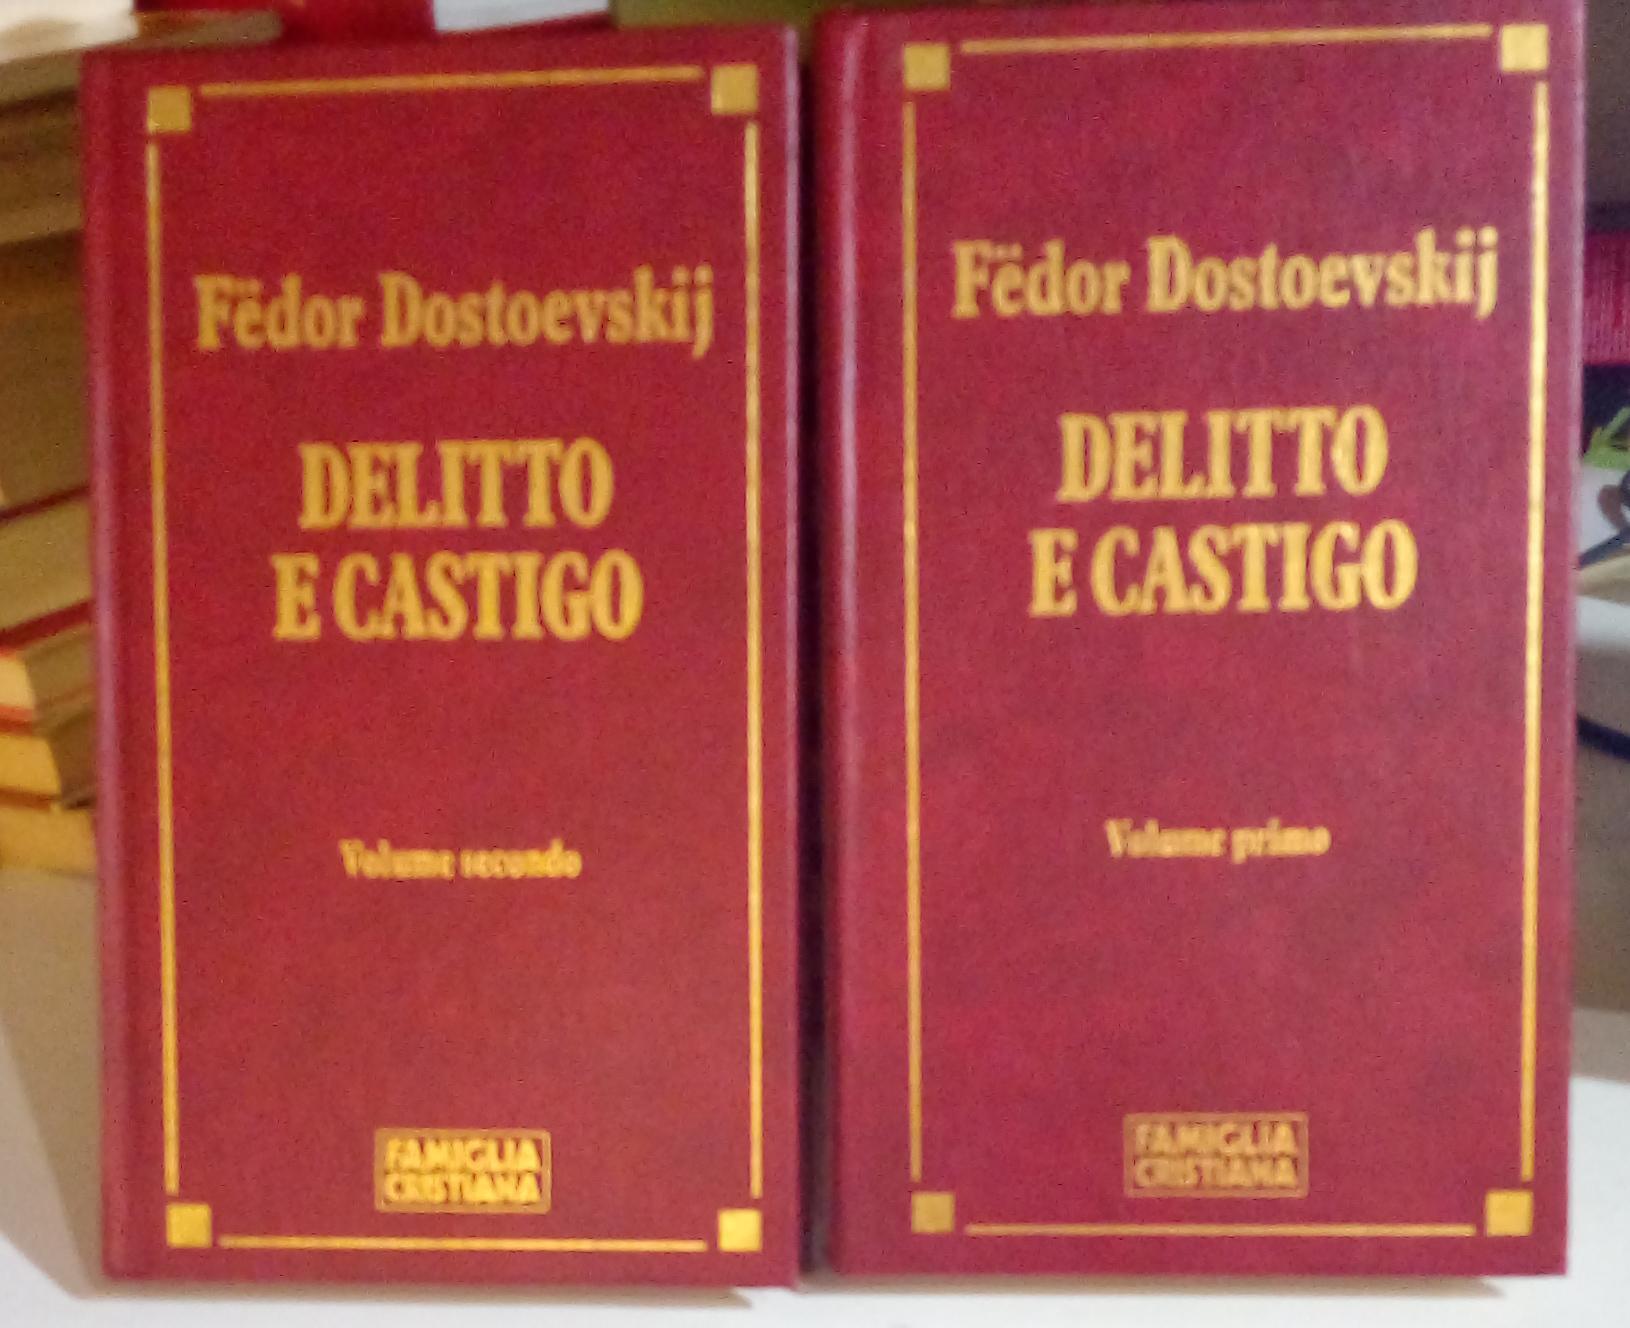 Fëdor Dostoevskij
DELITTO
E CASTIGO
Volume secondo
FAMIGLIA
CRISTIANA
Fëdor Dostoevskij
DELITTO
E CASTIGO
Volume primo
FAMIGLIA
CRISTIANA